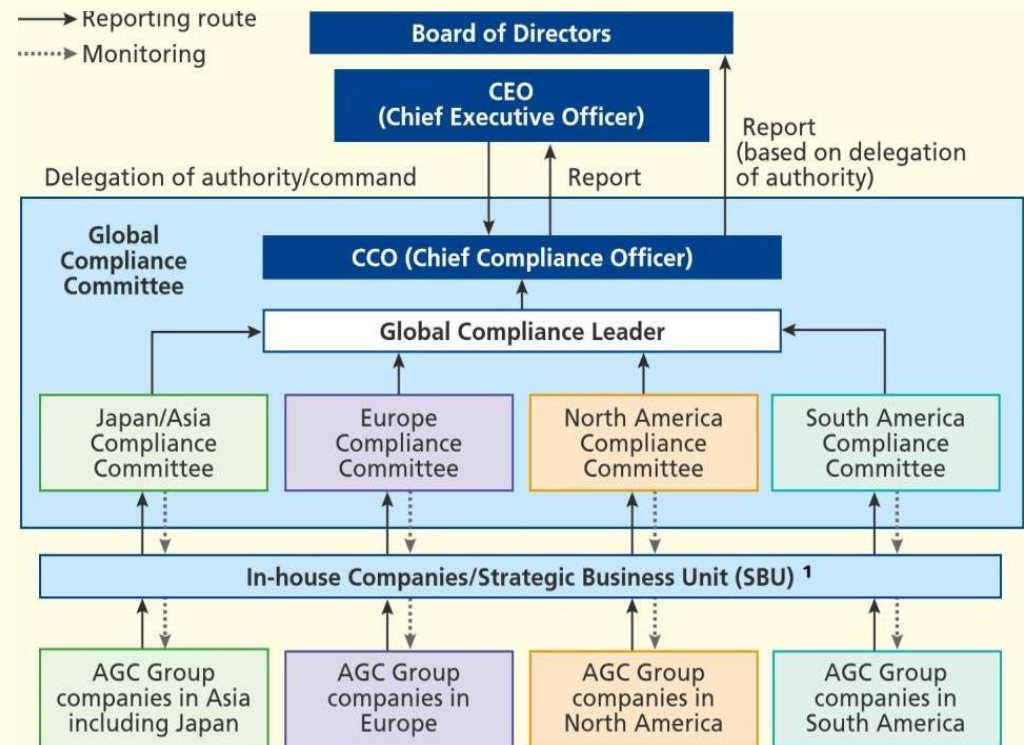 Reporting route
Monitoring
Board of Directors
CEO
(Chief Executive Officer)
Report
(based on delegation
of authority)
Delegation of authority/command
Report
Global
Compliance
Committee
CCO (Chief Compliance Officer)
Global Compliance Leader
Japan/Asia
Compliance
Committee
Europe
Compliance
Committee
North America
Compliance
Committee
South America
Compliance
Committee
In-house Companies/Strategic Business Unit (SBU) 1
AGC Group
companies in Asia
including Japan
AGC Group
companies in
Europe
AGC Group
companies in
North America
AGC Group
companies in
South America